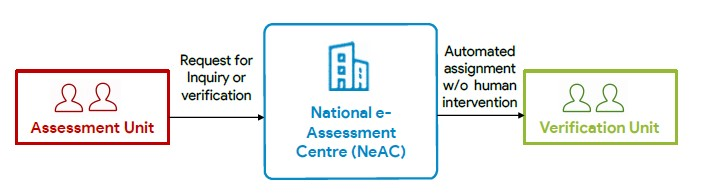 Request for
Inquiry or
verification
Assessment Unit
National e-
Assessment
Centre (NeAC)
Automated
assignment
w/o human
intervention
Verification Unit